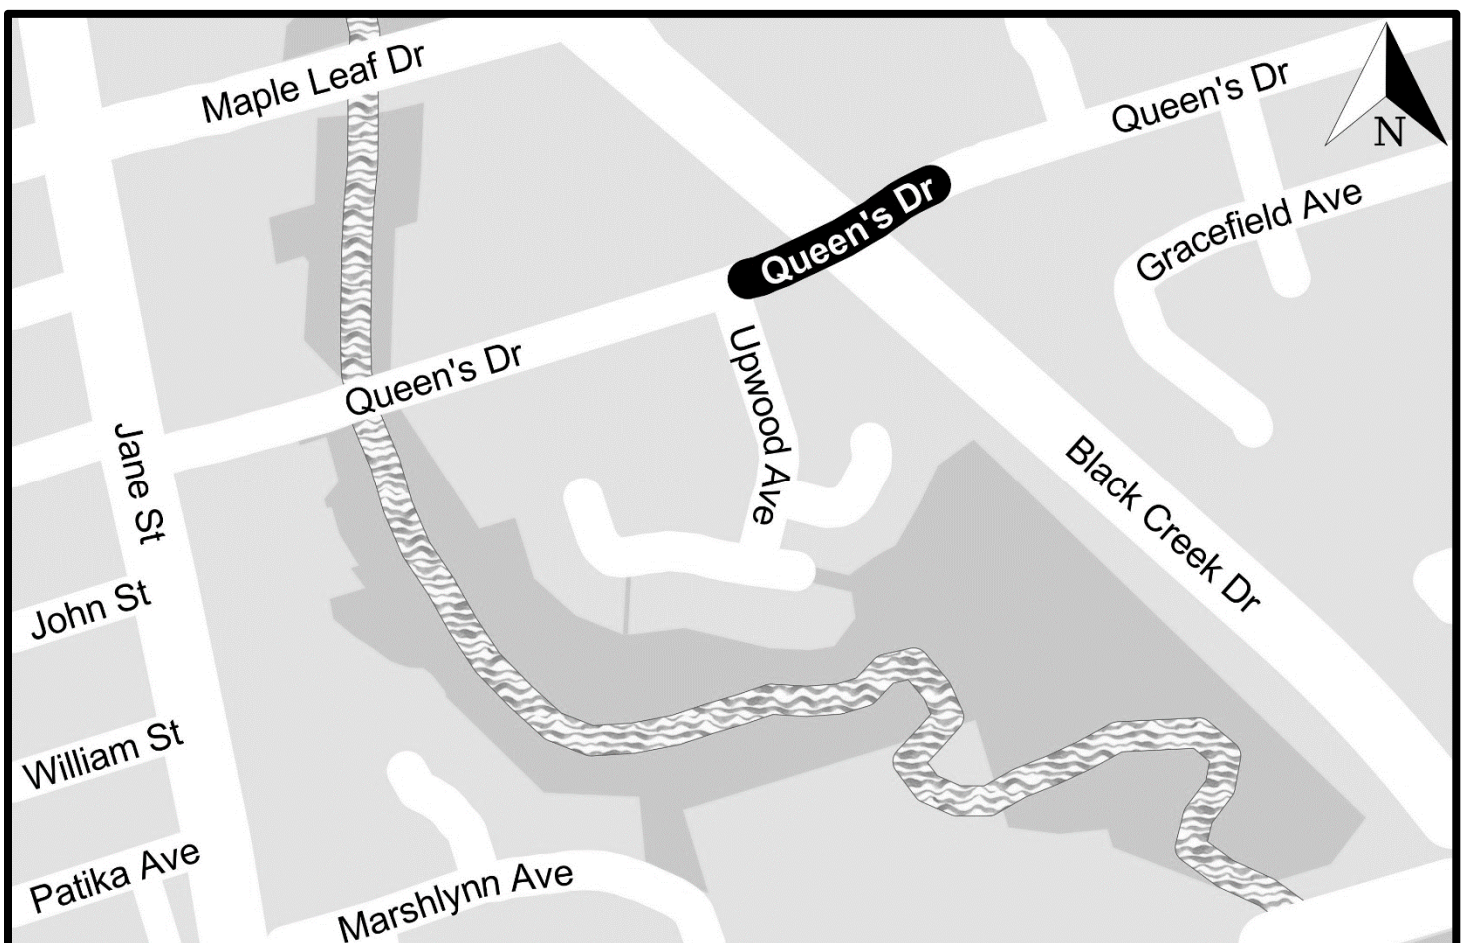 Maple Leaf Dr
Queen's Dr
N
Queen's Dr
Gracefield Ave
Queen's Dr
Upwood Ave
Jane St
Black Creek Dr
John St
William St
Patika Ave
Marshlynn Ave